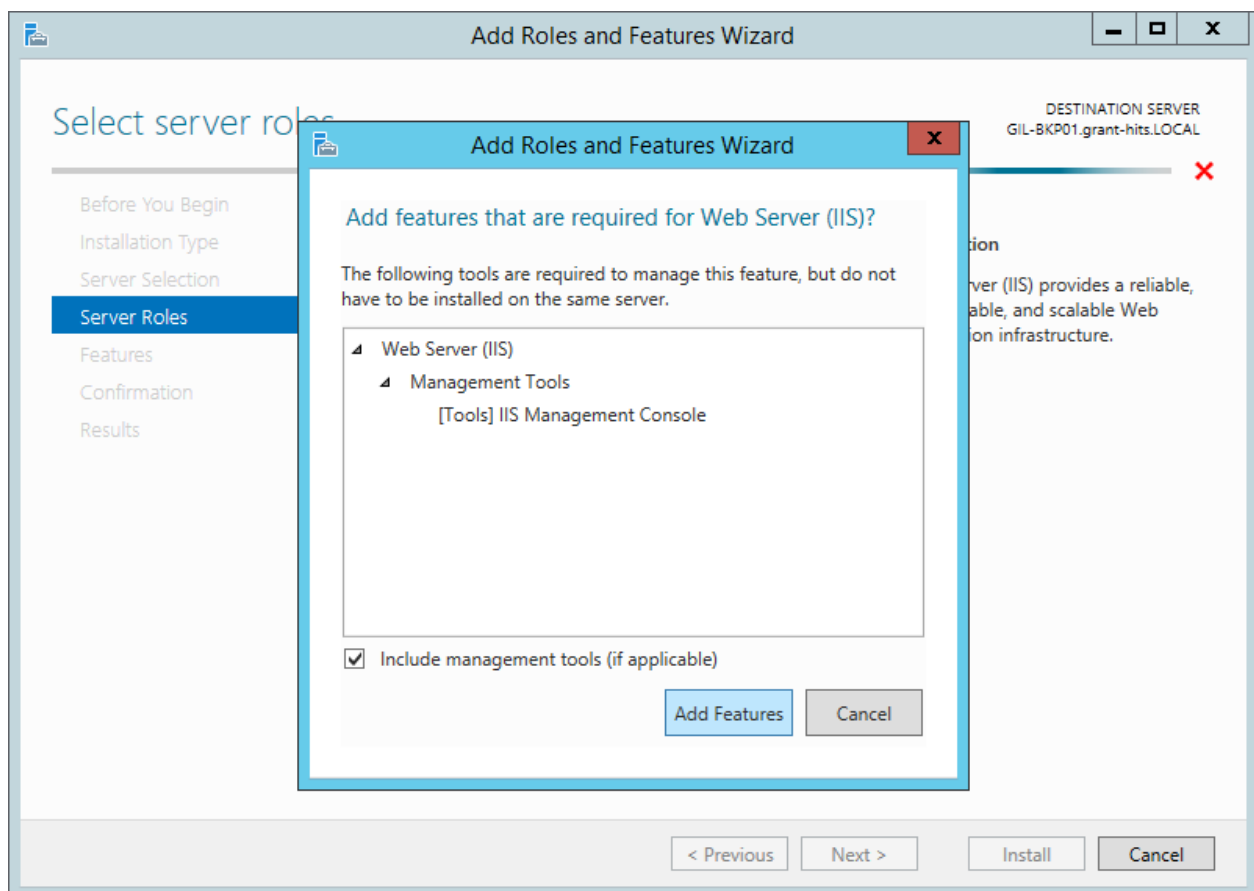 Add Roles and Features Wizard
Select server roles
DESTINATION SERVER
GIL-BKP01.grant-hits.LOCAL
Before You Begin
Installation Type
Server Selection
Server Roles
Features
Confirmation
Results
Add Roles and Features Wizard
Add features that are required for Web Server (IIS)?
The following tools are required to manage this feature, but do not
have to be installed on the same server.
Web Server (IIS)
Management Tools
[Tools] IIS Management Console
Include management tools (if applicable)
Add Features
Cancel
(IIS) provides a reliable,
and scalable Web
infrastructure.
< Previous
Next >
Install
Cancel